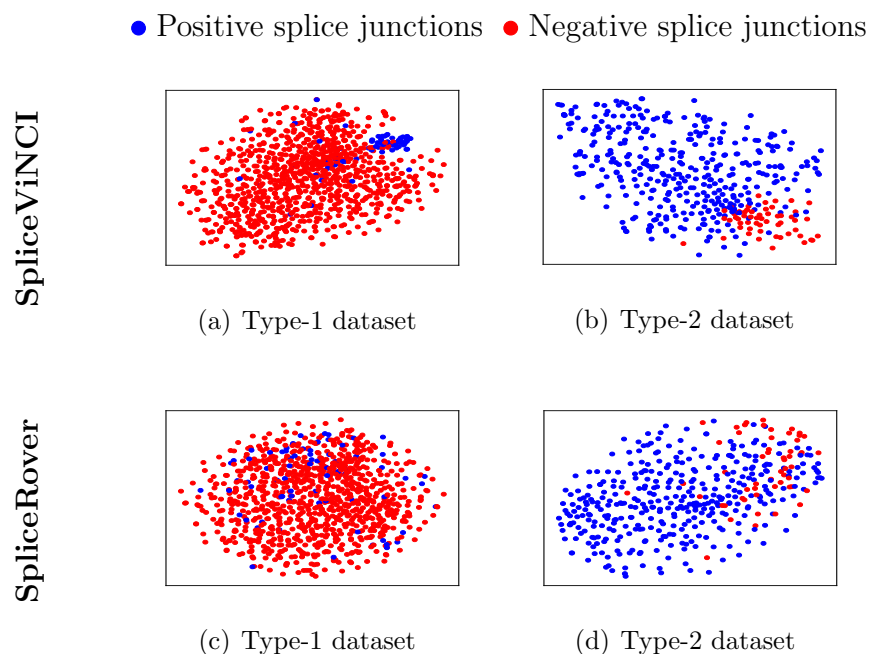 Positive splice junctions Negative splice junctions
SpliceViNCI
(a) Type-1 dataset (b) Type-2 dataset
SpliceRover
(c) Type-1 dataset (d) Type-2 dataset